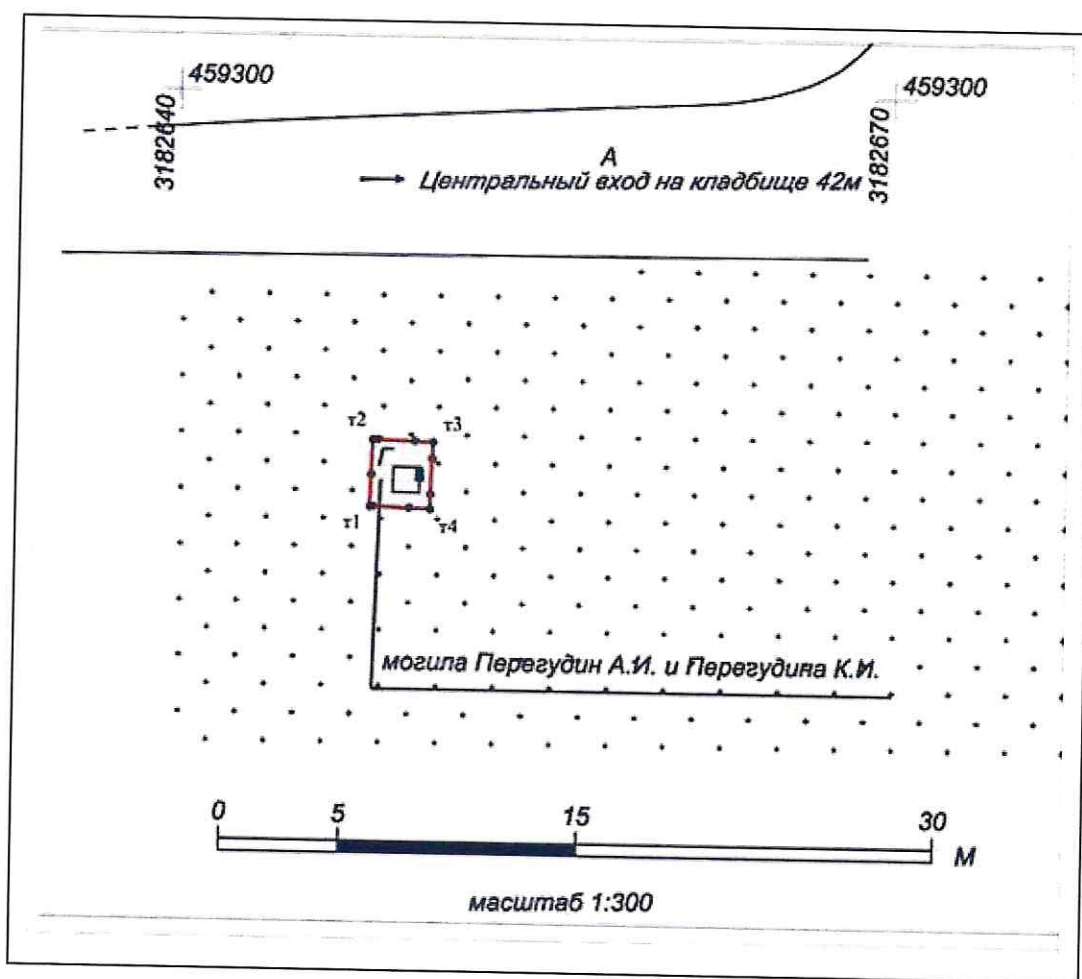 459300
459300
3182640
3182670
А
Центральный вход на кладбище 42м
т2
т3
Г
т1
т4
могила Перегудин А.И. и Перегудина К.И.
0 5 15 30
М
масштаб 1:300